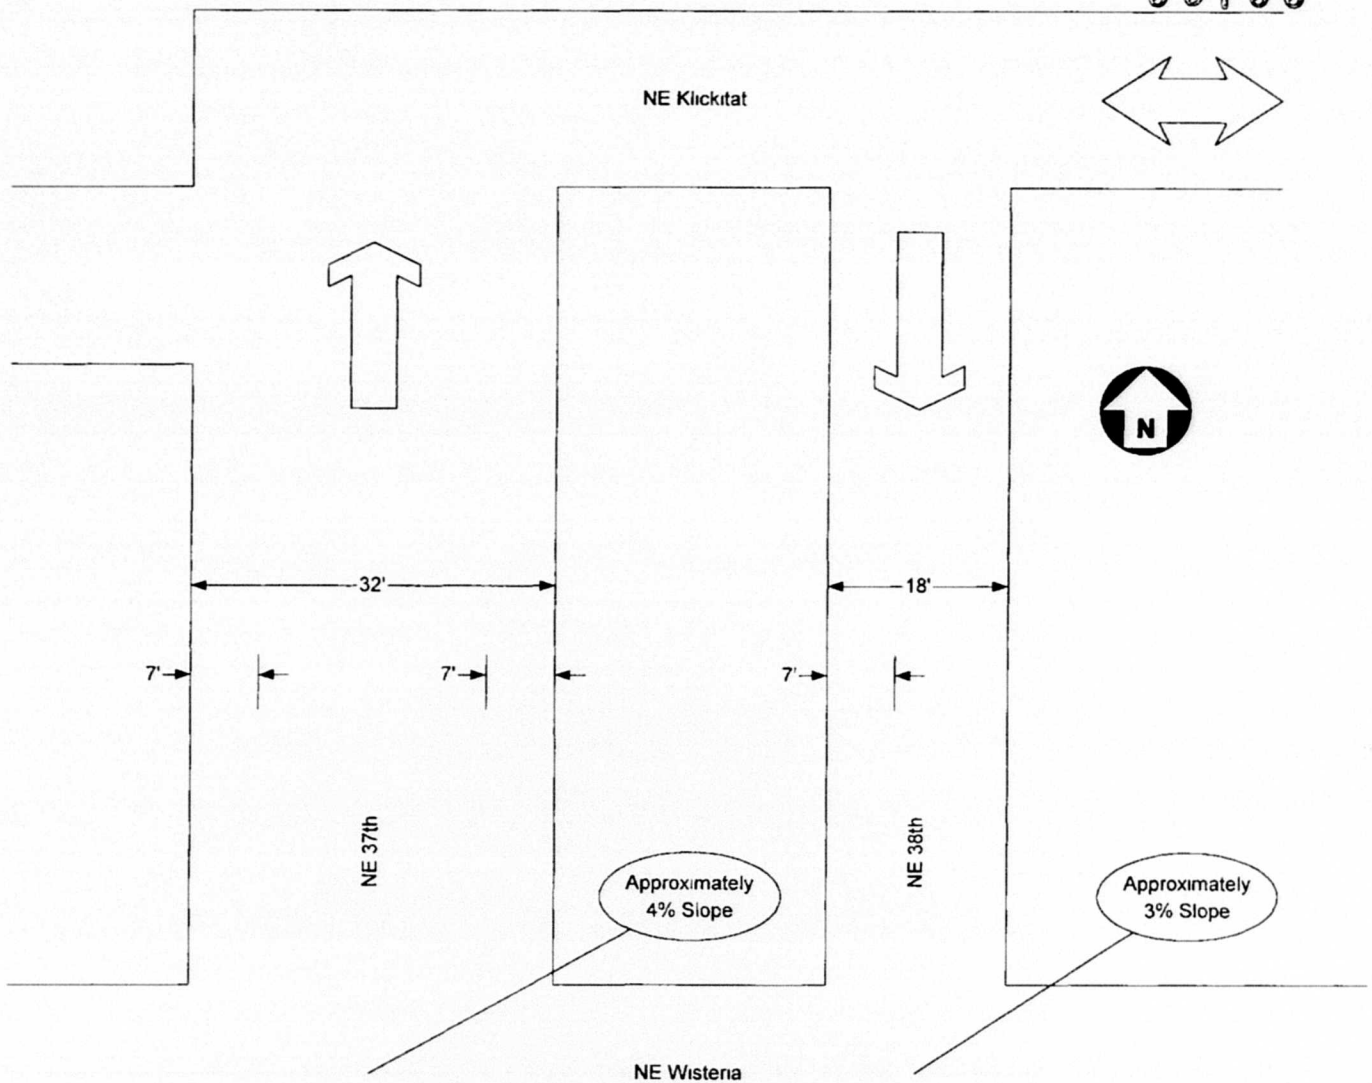 NE Klickitat
N
32'
18'
7'
7'
7'
NE 37th
NE 38th
Approximately
4% Slope
Approximately
3% Slope
NE Wisteria